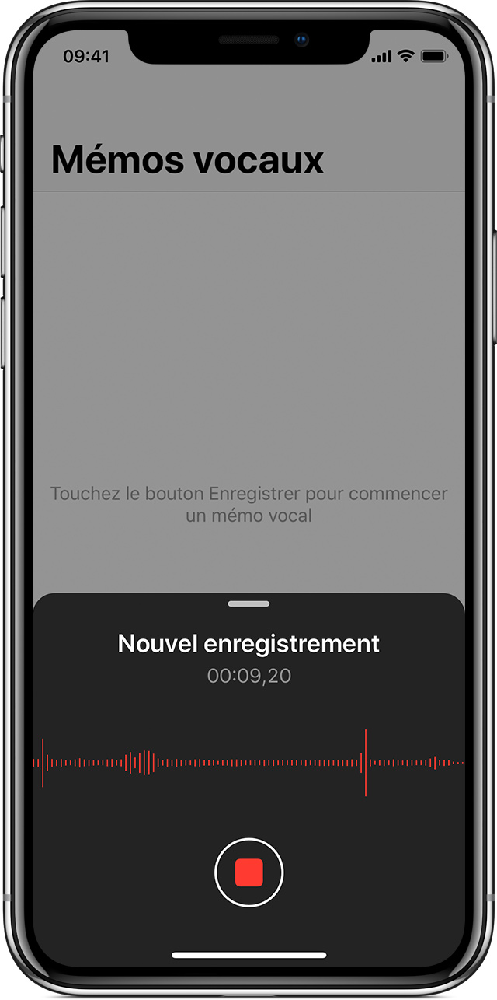 09:41
Mémos vocaux
Touchez le bouton Enregistrer pour commencer
un mémo vocal
Nouvel enregistrement
00:09,20